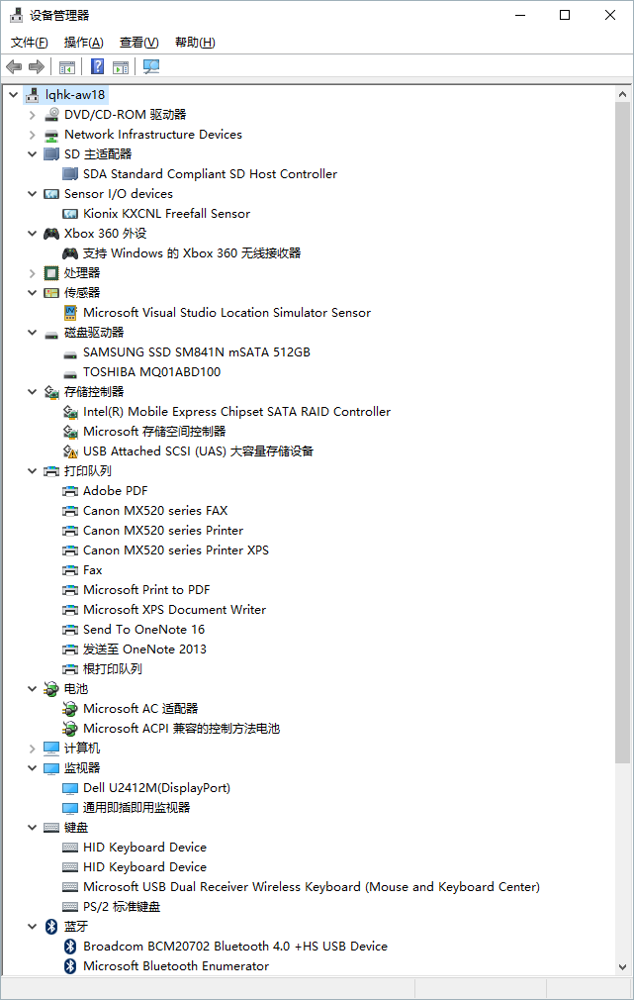 设备管理器
文件(F) 操作(A) 查看(V) 帮助(H)
lqhk-aw18
DVD/CD-ROM 驱动器
Network Infrastructure Devices
SD 主适配器
SDA Standard Compliant SD Host Controller
Sensor I/O devices
Kionix KXCNL Freefall Sensor
Xbox 360 外设
支持 Windows 的 Xbox 360 无线接收器
处理器
传感器
Microsoft Visual Studio Location Simulator Sensor
磁盘驱动器
SAMSUNG SSD SM841N mSATA 512GB
TOSHIBA MQ01ABD100
存储控制器
Intel(R) Mobile Express Chipset SATA RAID Controller
Microsoft 存储空间控制器
USB Attached SCSI (UAS) 大容量存储设备
打印队列
Adobe PDF
Canon MX520 series FAX
Canon MX520 series Printer
Canon MX520 series Printer XPS
Fax
Microsoft Print to PDF
Microsoft XPS Document Writer
Send To OneNote 16
发送至 OneNote 2013
根打印队列
电池
Microsoft AC 适配器
Microsoft ACPI 兼容的控制方法电池
计算机
监视器
Dell U2412M(DisplayPort)
通用即插即用监视器
键盘
HID Keyboard Device
HID Keyboard Device
Microsoft USB Dual Receiver Wireless Keyboard (Mouse and Keyboard Center)
PS/2 标准键盘
蓝牙
Broadcom BCM20702 Bluetooth 4.0 +HS USB Device
Microsoft Bluetooth Enumerator